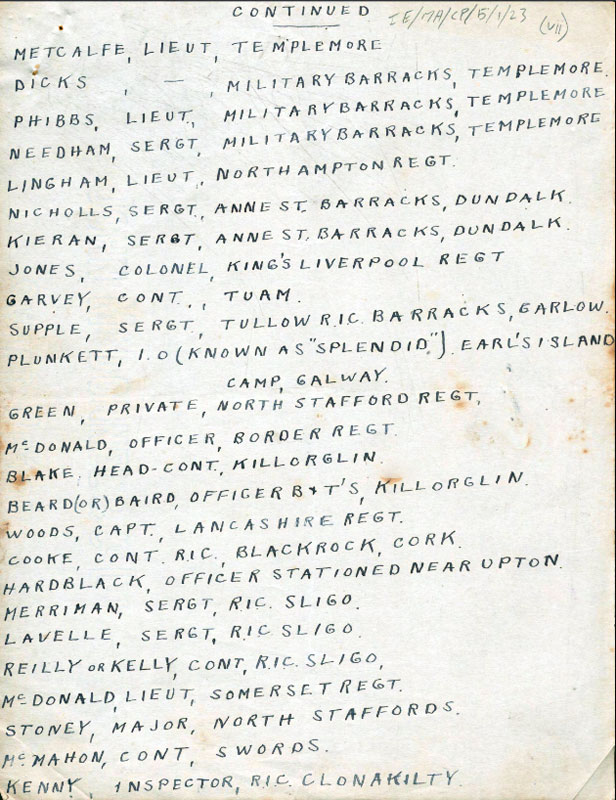 CONTINUED IE/MA/CP/5/1/23 (VII)
METCALFE, LIEUT, TEMPLEMORE
DICKS , — , MILITARY BARRACKS, TEMPLEMORE.
PHIBBS, LIEUT, MILITARY BARRACKS, TEMPLEMORE
NEEDHAM, SERGT, MILITARY BARRACKS, TEMPLEMORE
LINGHAM, LIEUT., NORTHAMPTON REGT.
NICHOLLS, SERGT, ANNE ST. BARRACKS, DUNDALK.
KIERAN, SERGT, ANNE ST. BARRACKS, DUNDALK.
JONES, COLONEL, KING'S LIVERPOOL REGT
GARVEY, CONT., TUAM.
SUPPLE, SERGT, TULLOW R.I.C. BARRACKS, CARLOW.
PLUNKETT, I.O (KNOWN AS "SPLENDID"). EARL'S ISLAND
CAMP, GALWAY.
GREEN, PRIVATE, NORTH STAFFORD REGT,
McDONALD, OFFICER, BORDER REGT.
BLAKE, HEAD-CONT, KILLORGLIN.
BEARD (OR) BAIRD, OFFICER B & T'S, KILLORGLIN.
WOODS, CAPT., LANCASHIRE REGT.
COOKE, CONT. R.I.C., BLACKROCK, CORK.
HARDBLACK, OFFICER STATIONED NEAR UPTON.
MERRIMAN, SERGT, R.I.C. SLIGO.
LAVELLE, SERGT, R.I.C SLIGO.
REILLY OR KELLY, CONT, R.I.C. SLIGO,
McDONALD, LIEUT, SOMERSET REGT.
STONEY, MAJOR, NORTH STAFFORDS.
McMAHON, CONT, SWORDS.
KENNY, INSPECTOR, R.I.C. CLONAKILTY.